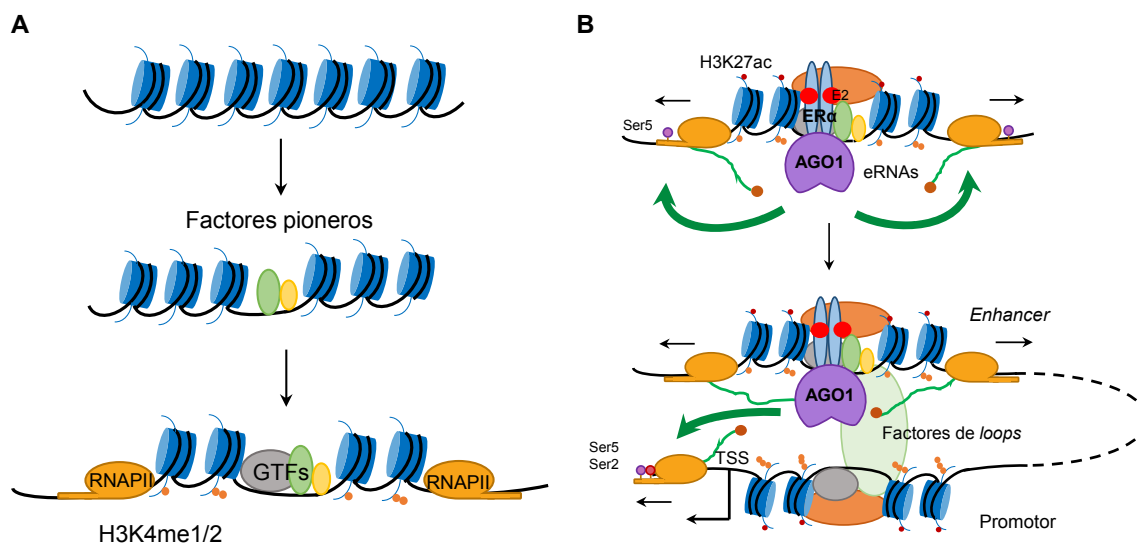 A
Factores pioneros
RNAPII
GTFs
RNAPII
H3K4me1/2
B
H3K27ac
E2
ERα
Ser5
AGO1
eRNAs
Enhancer
AGO1
Factores de loops
Ser5
Ser2
TSS
Promotor